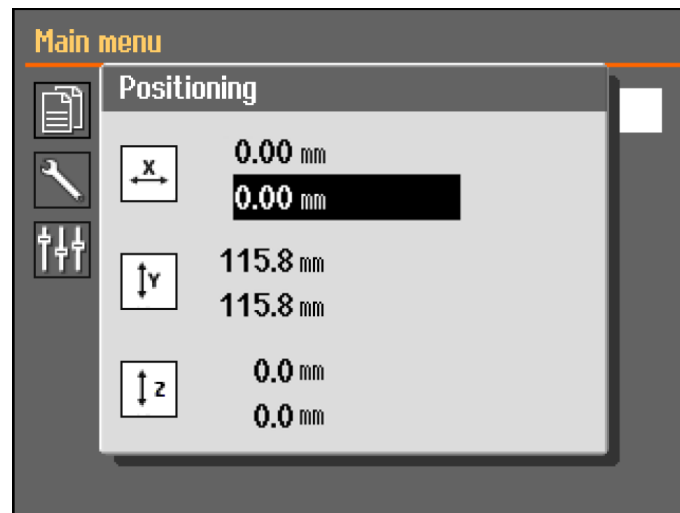 Main menu
Positioning
X
0.00 mm
0.00 mm
Y
115.8 mm
115.8 mm
Z
0.0 mm
0.0 mm